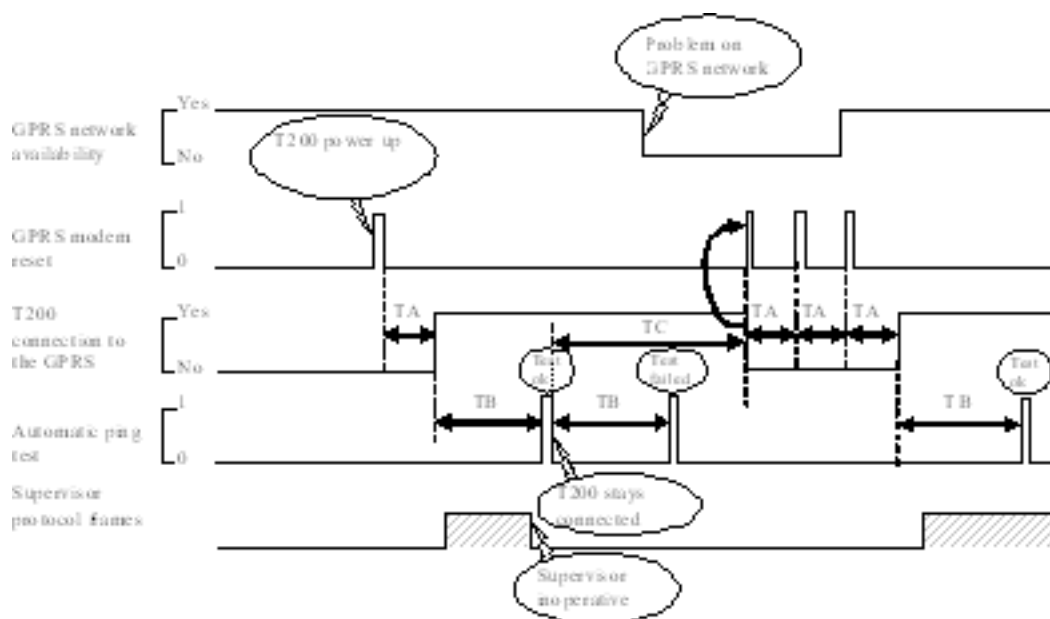 Problem on
GPRS network
Yes
GPRS network
availability
No
T200 power up
1
GPRS modem
reset
0
T200
connection to
the GPRS
Yes
No
TA
TC
TA
TA
TA
Test
ok
Test
failed
Test
ok
1
Automatic ping
test
0
TB
TB
TB
Supervisor
protocol frames
T200 stays
connected
Supervisor
inoperative